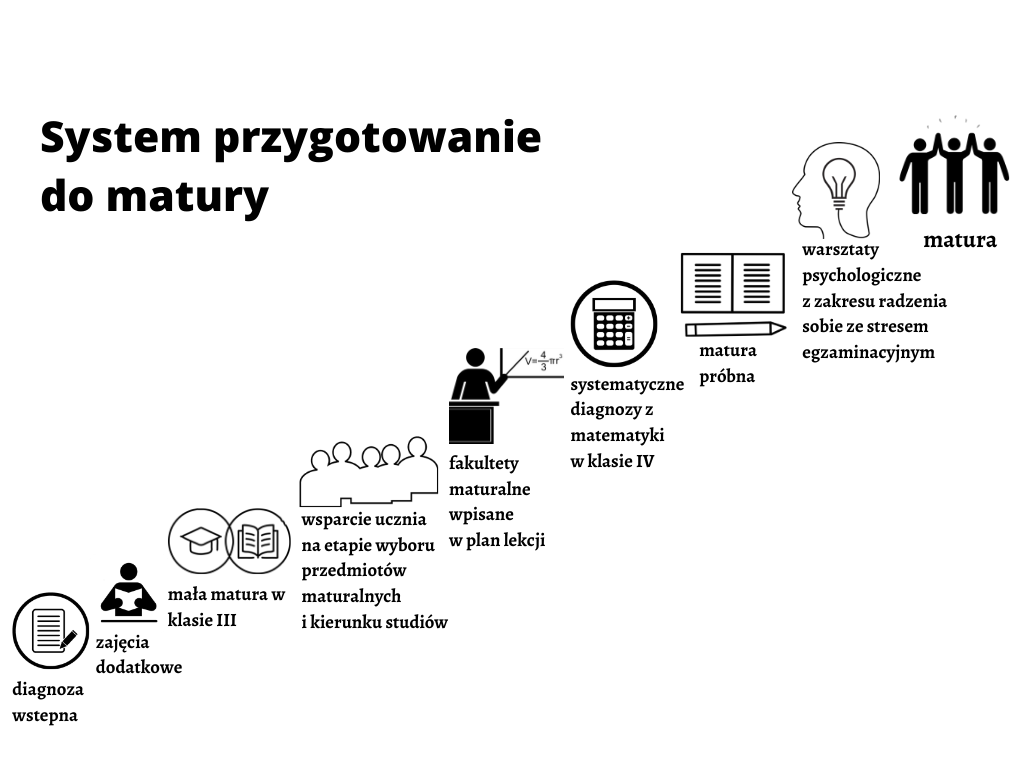 System przygotowanie
do matury
diagnoza
wstepna
zajęcia
dodatkowe
mała matura w
klasie III
wsparcie ucznia
na etapie wyboru
przedmiotów
maturalnych
i kierunku studiów
fakultety
maturalne
wpisane
w plan lekcji
V=4/3πr³
systematyczne
diagnozy z
matematyki
w klasie IV
matura
próbna
warsztaty
psychologiczne
z zakresu radzenia
sobie ze stresem
egzaminacyjnym
matura